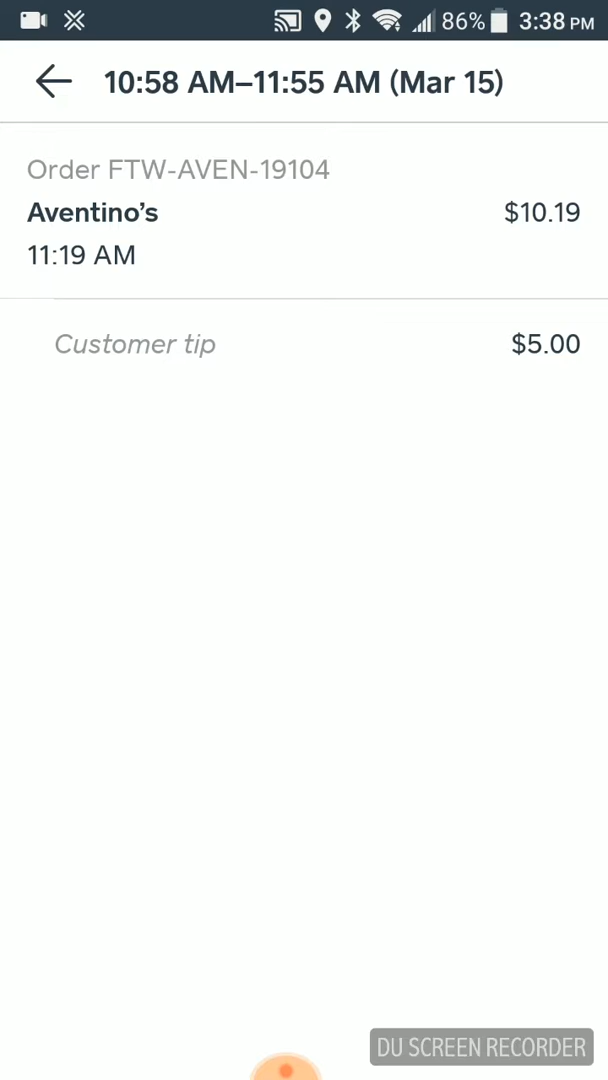 86% 3:38 PM
10:58 AM–11:55 AM (Mar 15)
Order FTW-AVEN-19104
Aventino’s $10.19
11:19 AM
Customer tip $5.00
DU SCREEN RECORDER